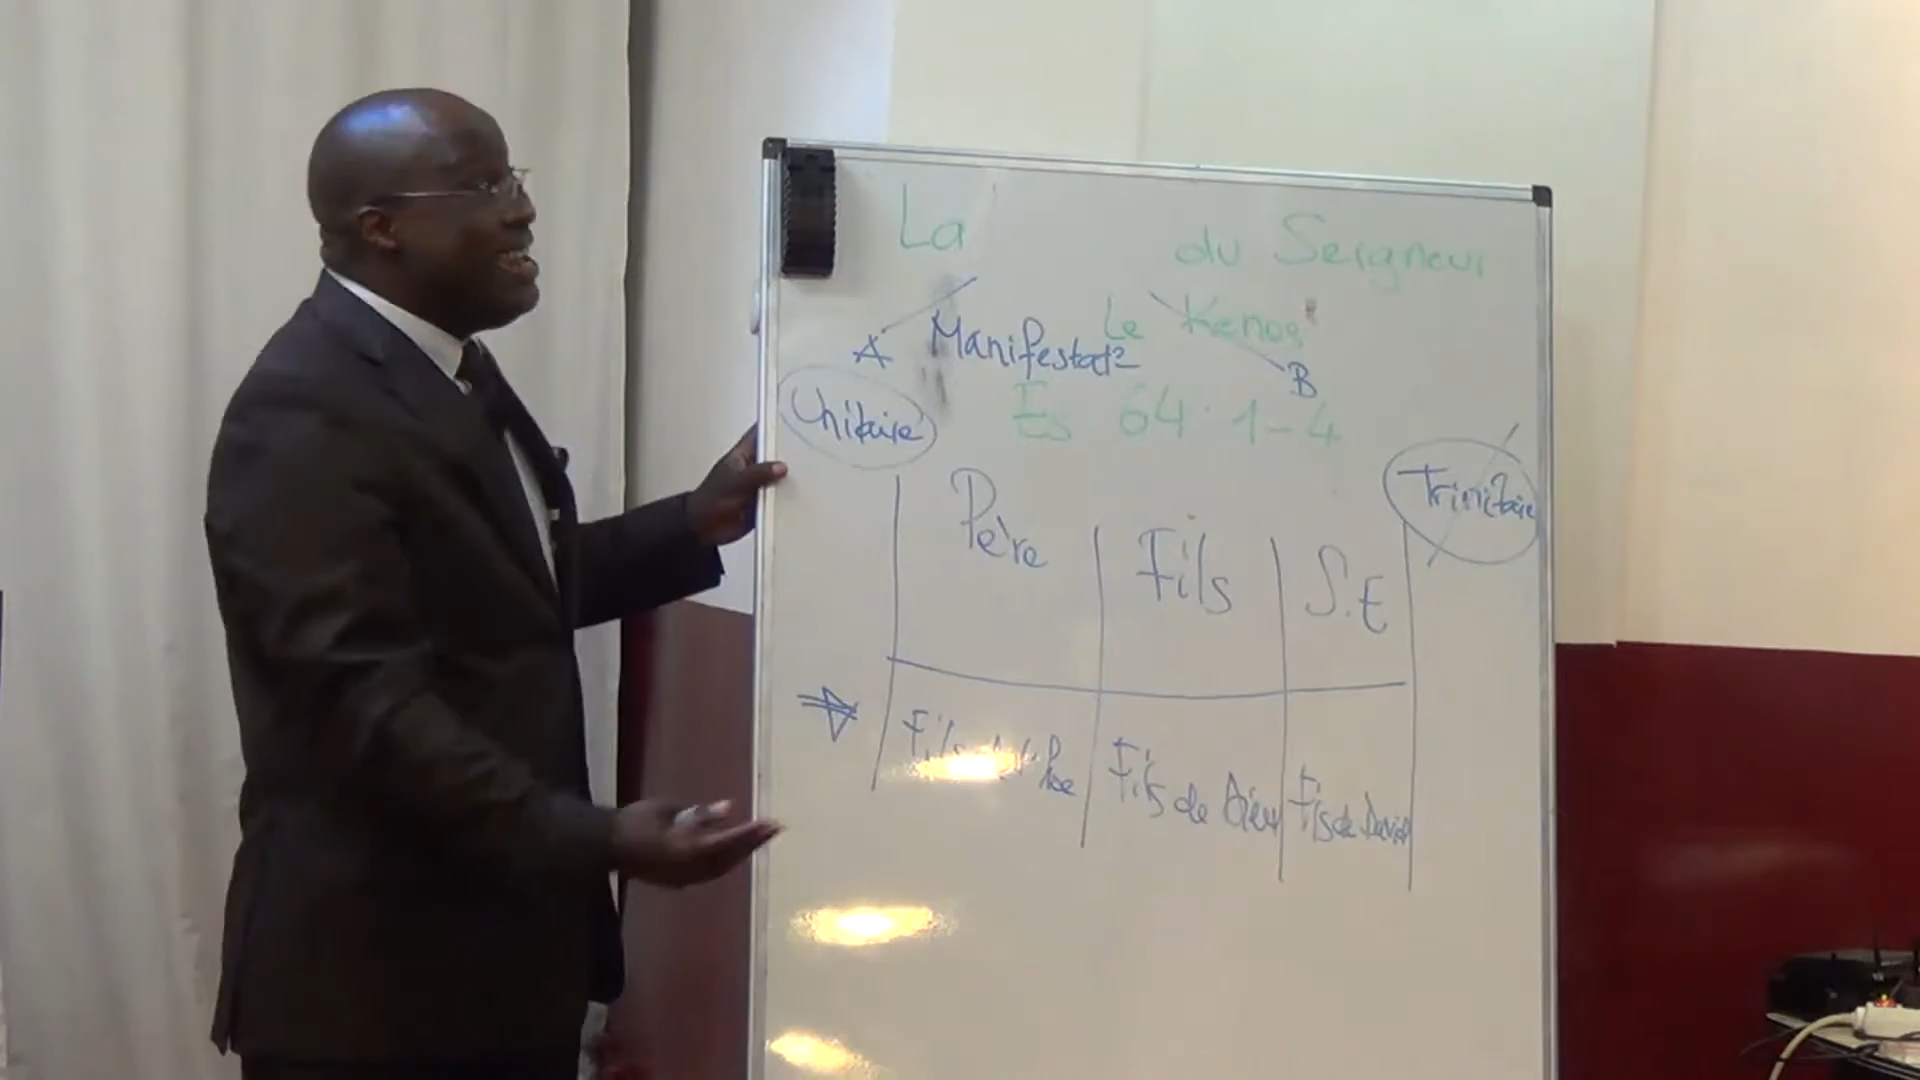 La du Seigneur
Le Kenos
A Manifestat° B
Unitaire Es 64 1-4
Trinitaire
Père Fils S.E
Fils Fils de Dieu Fils de David